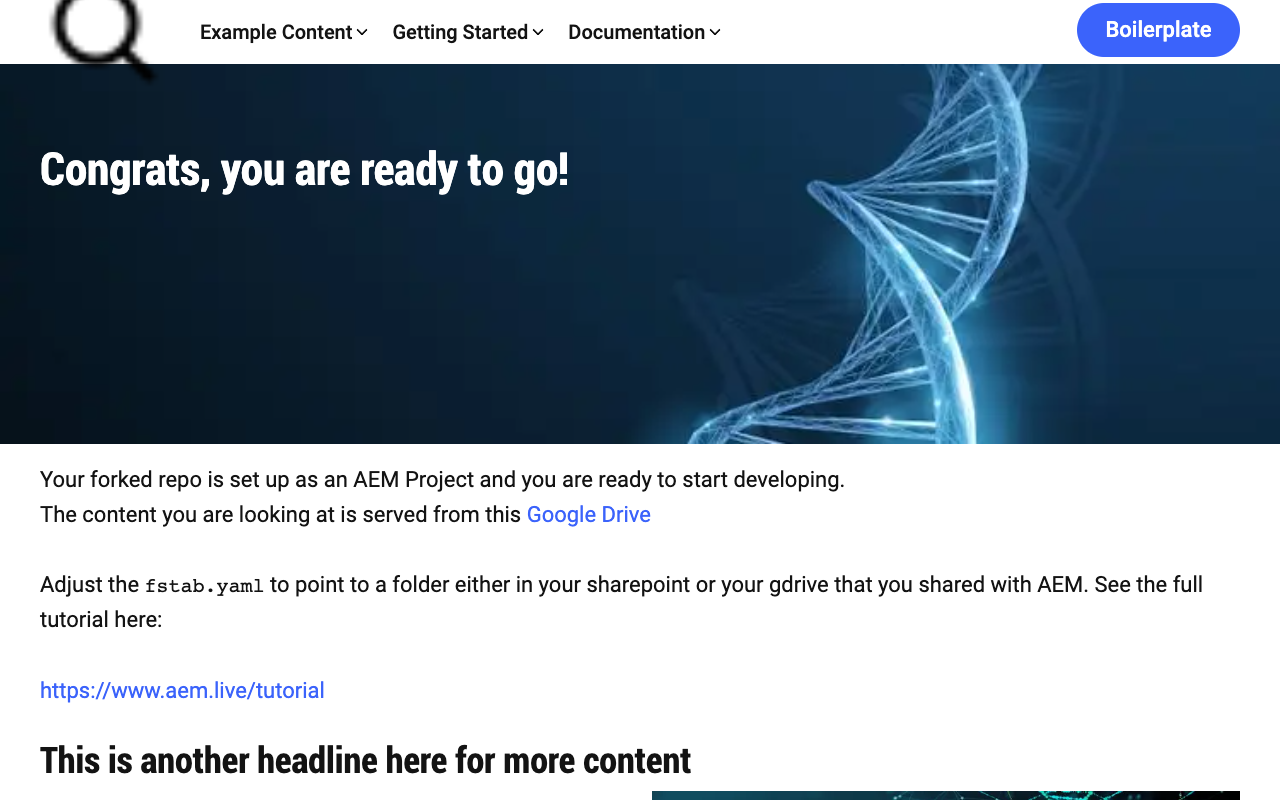 Example Content
Getting Started
Documentation
Boilerplate
Congrats, you are ready to go!
Your forked repo is set up as an AEM Project and you are ready to start developing.
The content you are looking at is served from this Google Drive
Adjust the fstab.yaml to point to a folder either in your sharepoint or your gdrive that you shared with AEM. See the full
tutorial here:
https://www.aem.live/tutorial
This is another headline here for more content